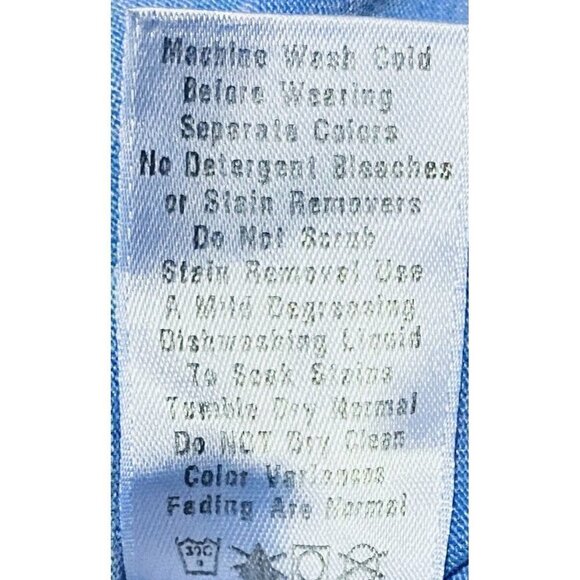 Machine Wash Cold
Before Wearing
Separate Colors
No Detergent Bleaches
or Stain Removers
Do Not Scrub
Stain Removal Use
A Mild Degreasing
Dishwashing Liquid
To Soak Stains
Tumble Dry Normal
Do NOT Dry Clean
Color Variances
Fading Are Normal
30C